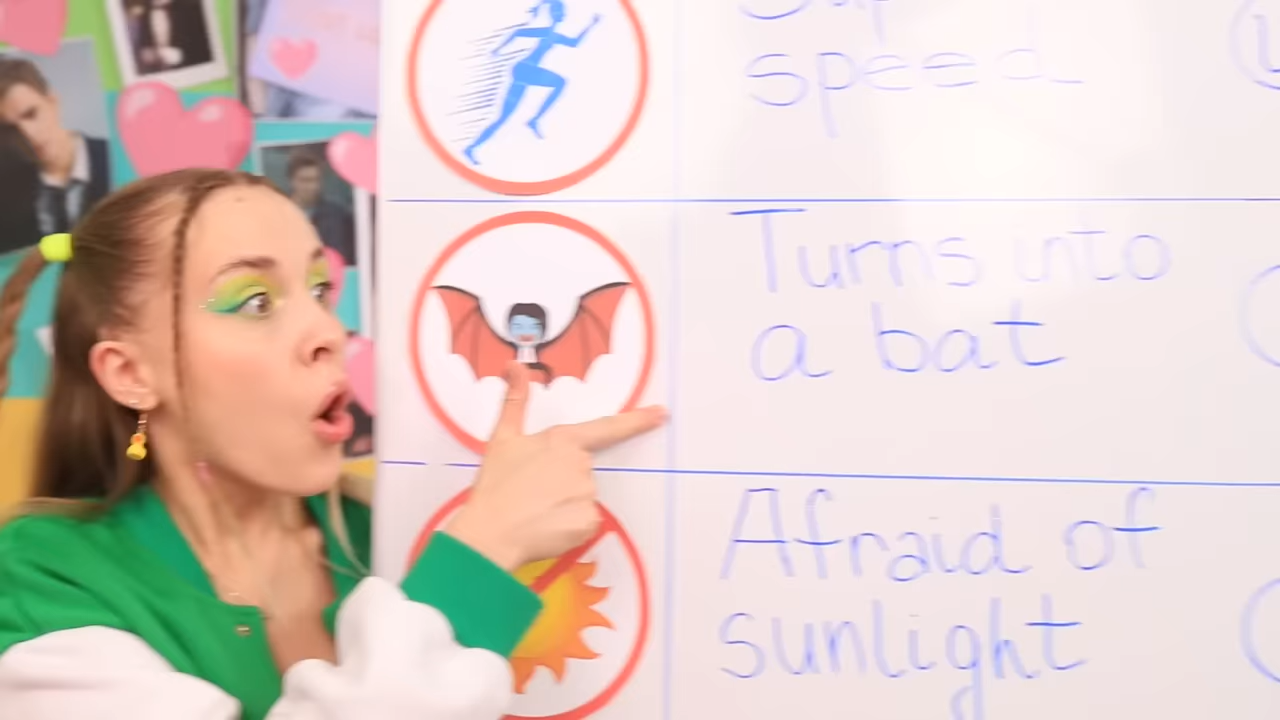 speed
Turns into
a bat
Afraid of
sunlight